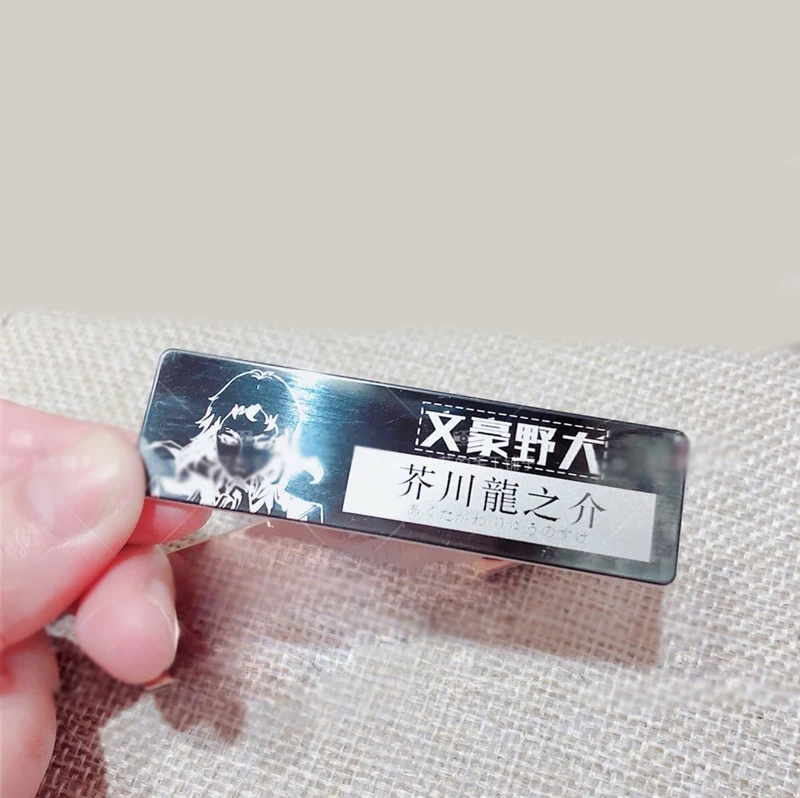 文豪野犬
芥川龍之介
あくたがわ りゅうのすけ